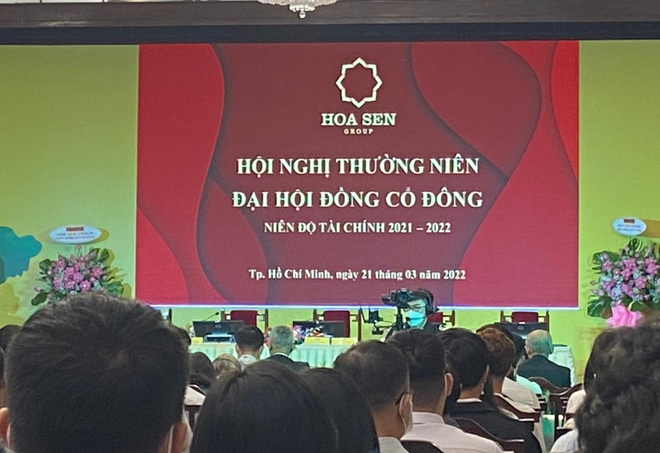 HOA SEN
GROUP
HỘI NGHỊ THƯỜNG NIÊN
ĐẠI HỘI ĐỒNG CỔ ĐÔNG
NIÊN ĐỘ TÀI CHÍNH 2021 – 2022
Tp. Hồ Chí Minh, ngày 21 tháng 03 năm 2022